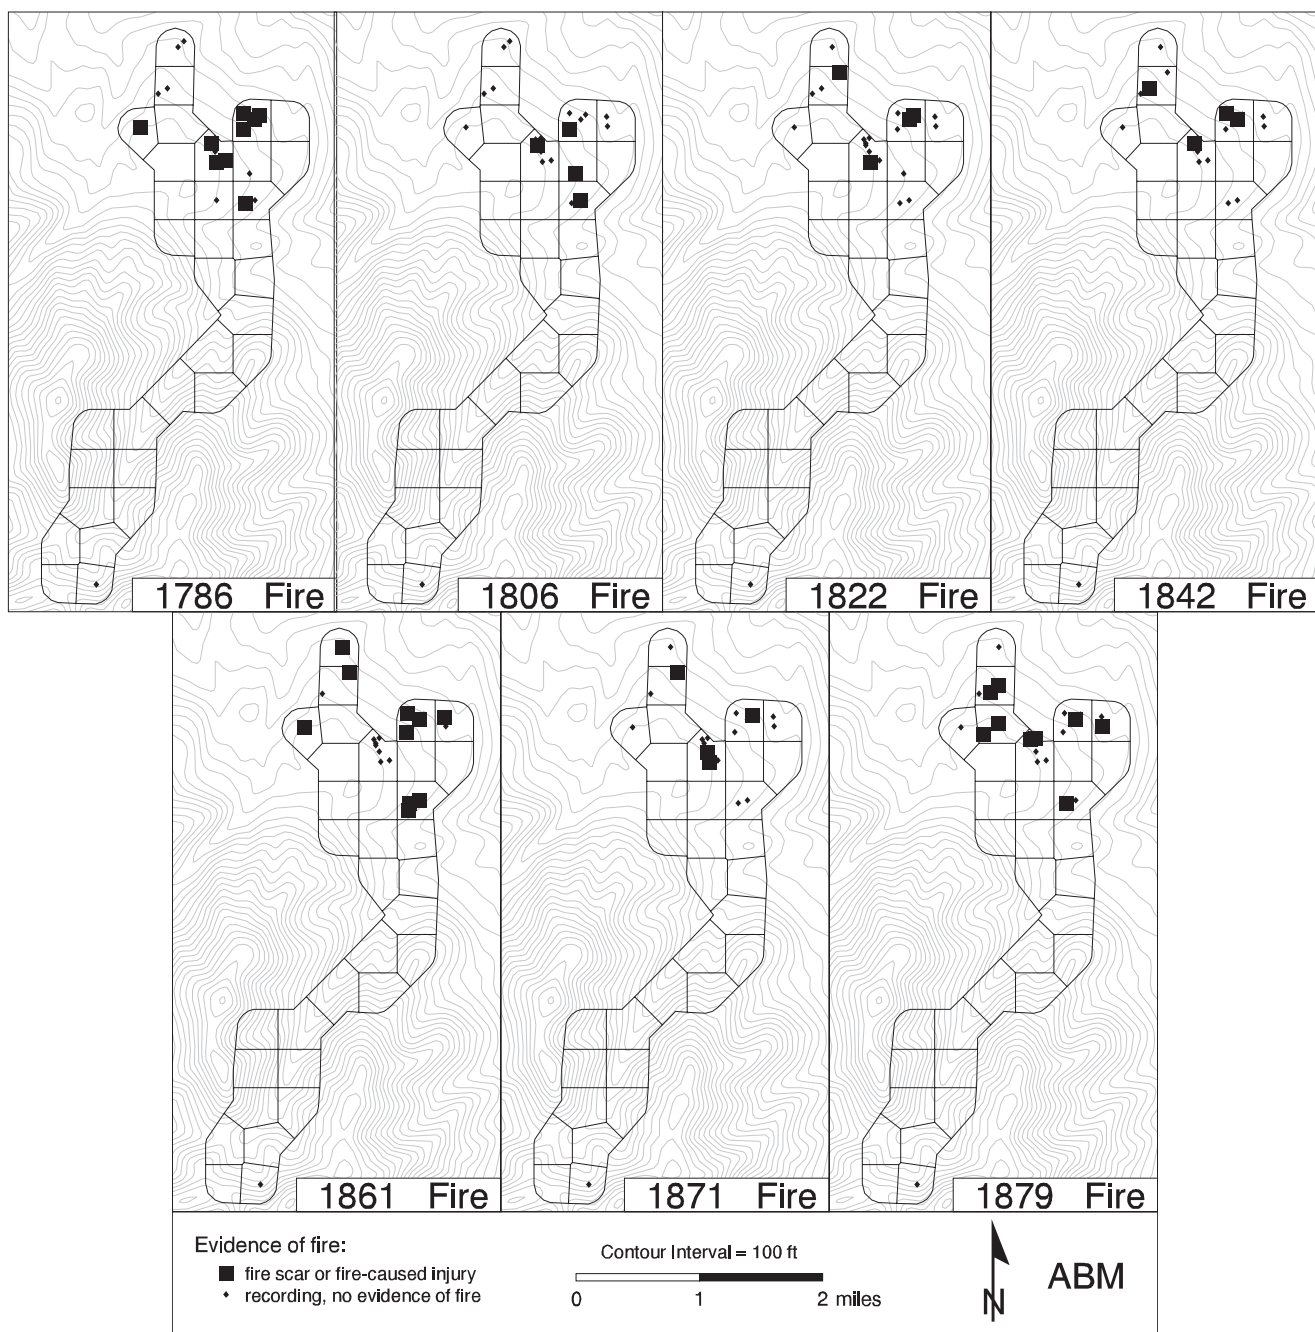 1786 Fire
1806 Fire
1822 Fire
1842 Fire
1861 Fire
1871 Fire
1879 Fire
Evidence of fire:
fire scar or fire-caused injury
recording, no evidence of fire
Contour Interval = 100 ft
0 1 2 miles
N
ABM